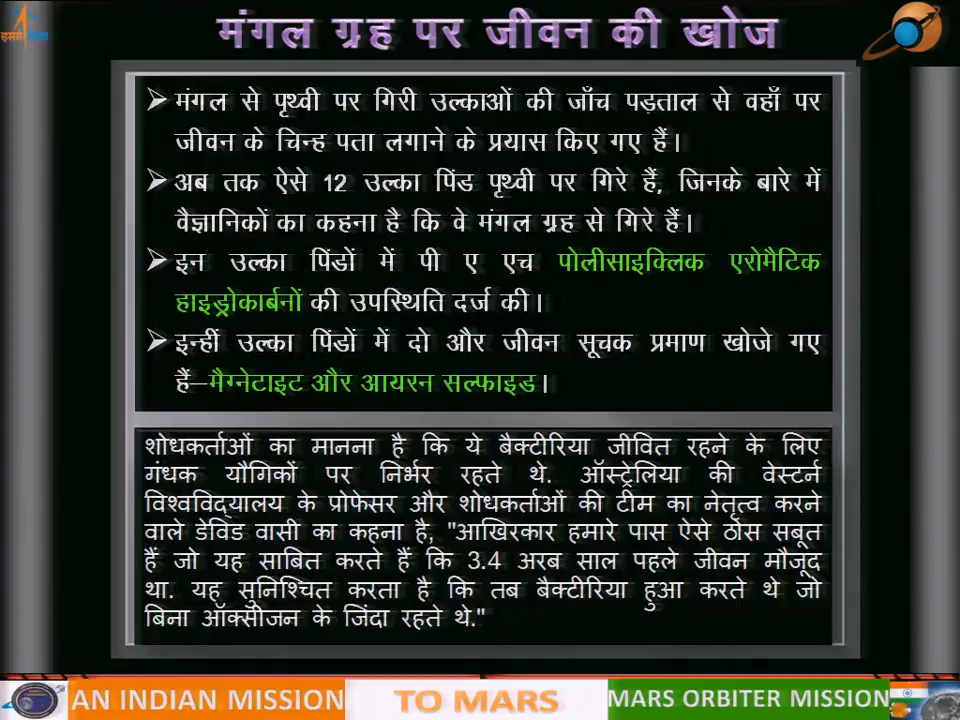 मंगल ग्रह पर जीवन की खोज
मंगल से पृथ्वी पर गिरी उल्काओं की जाँच पड़ताल से वहाँ पर
जीवन के चिन्ह पता लगाने के प्रयास किए गए हैं।
अब तक ऐसे 12 उल्का पिंड पृथ्वी पर गिरे हैं, जिनके बारे में
वैज्ञानिकों का कहना है कि वे मंगल ग्रह से गिरे हैं।
इन उल्का पिंडों में पी ए एच पोलीसाइक्लिक एरोमैटिक
हाइड्रोकार्बनों की उपस्थिति दर्ज की।
इन्हीं उल्का पिंडों में दो और जीवन सूचक प्रमाण खोजे गए
हैं–मैग्नेटाइट और आयरन सल्फाइड।
शोधकर्ताओं का मानना है कि ये बैक्टीरिया जीवित रहने के लिए
गंधक यौगिकों पर निर्भर रहते थे. ऑस्ट्रेलिया की वेस्टर्न
विश्वविद्यालय के प्रोफेसर और शोधकर्ताओं की टीम का नेतृत्व करने
वाले डेविड वासी का कहना है, "आखिरकार हमारे पास ऐसे ठोस सबूत
हैं जो यह साबित करते हैं कि 3.4 अरब साल पहले जीवन मौजूद
था. यह सुनिश्चित करता है कि तब बैक्टीरिया हुआ करते थे जो
बिना ऑक्सीजन के जिंदा रहते थे."
AN INDIAN MISSION TO MARS MARS ORBITER MISSION